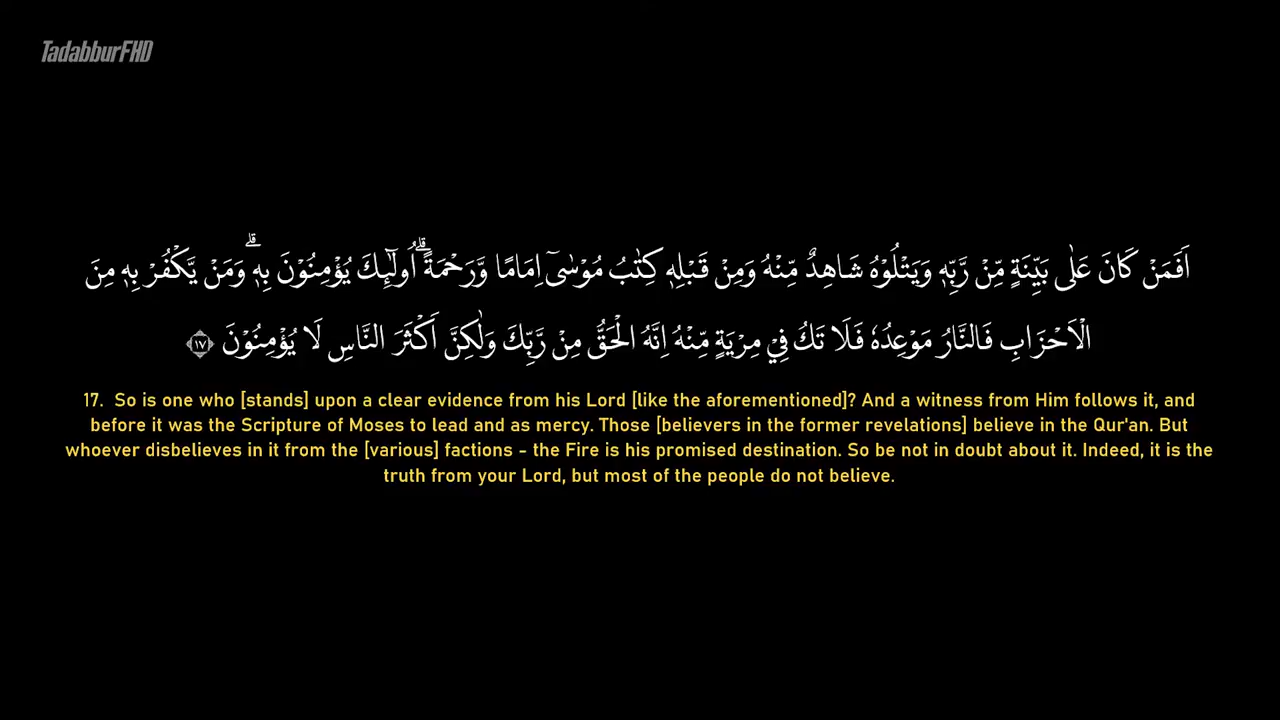 TadabburFHD
اَفَمَنْ كَانَ عَلٰى بَيِّنَةٍ مِّنْ رَّبِّهٖ وَيَتْلُوْهُ شَاهِدٌ مِّنْهُ وَمِنْ قَبْلِهٖ كِتٰبُ مُوْسٰىٓ اِمَامًا وَّرَحْمَةًۗ اُولٰۤىِٕكَ يُؤْمِنُوْنَ بِهٖۗ وَمَنْ يَّكْفُرْ بِهٖ مِنَ
الْاَحْزَابِ فَالنَّارُ مَوْعِدُهٗ فَلَا تَكُ فِيْ مِرْيَةٍ مِّنْهُ اِنَّهُ الْحَقُّ مِنْ رَّبِّكَ وَلٰكِنَّ اَكْثَرَ النَّاسِ لَا يُؤْمِنُوْنَ ١٧
17. So is one who [stands] upon a clear evidence from his Lord [like the aforementioned]? And a witness from Him follows it, and
before it was the Scripture of Moses to lead and as mercy. Those [believers in the former revelations] believe in the Qur'an. But
whoever disbelieves in it from the [various] factions - the Fire is his promised destination. So be not in doubt about it. Indeed, it is the
truth from your Lord, but most of the people do not believe.